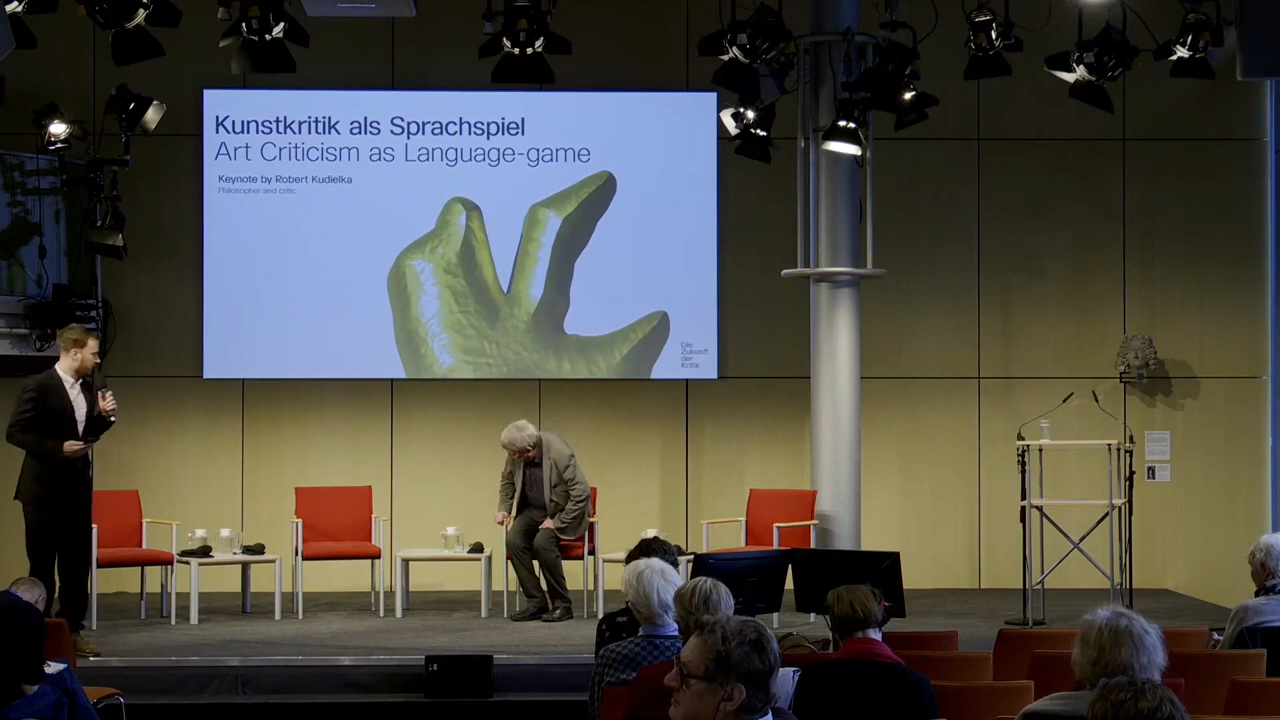 Kunstkritik als Sprachspiel
Art Criticism as Language-game
Keynote by Robert Kudielka
Philosopher and critic
Die
Zukunft
der
Kritik